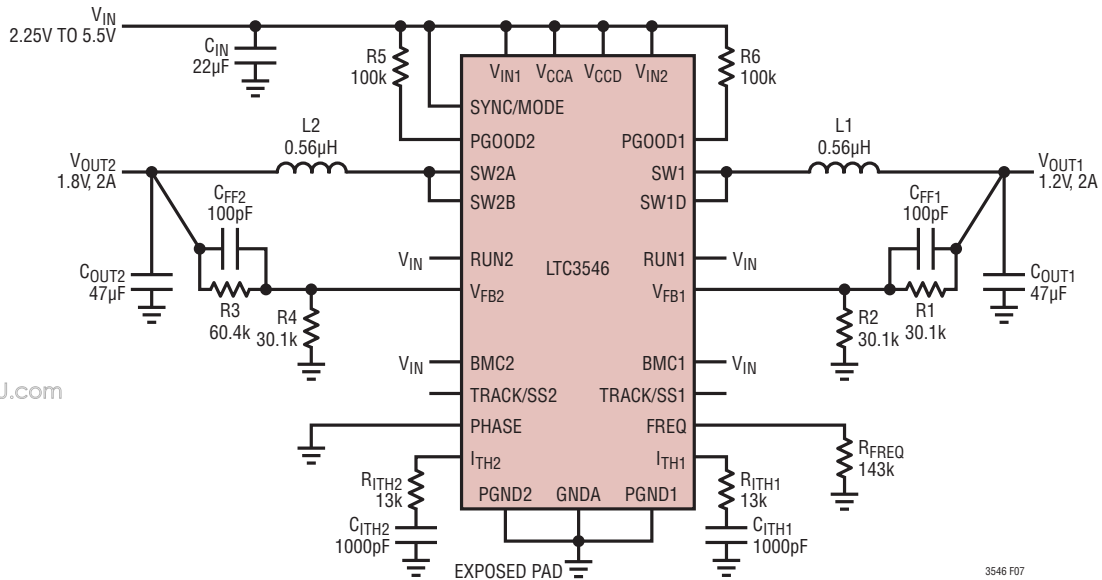 VIN
2.25V TO 5.5V
CIN
22µF
R5
100k
R6
100k
VIN1 VCCA VCCD VIN2
SYNC/MODE
PGOOD2 PGOOD1
L2
0.56µH
L1
0.56µH
VOUT2
1.8V, 2A
SW2A SW1
VOUT1
1.2V, 2A
SW2B SW1D
CFF2
100pF
CFF1
100pF
VIN RUN2 LTC3546 RUN1 VIN
COUT2
47µF
COUT1
47µF
VFB2 VFB1
R3
60.4k
R4
30.1k
R2
30.1k
R1
30.1k
VIN BMC2 BMC1 VIN
TRACK/SS2 TRACK/SS1
J.com
PHASE FREQ
ITH2 ITH1
RFREQ
143k
RITH2
13k
RITH1
13k
PGND2 GNDA PGND1
CITH2
1000pF
CITH1
1000pF
EXPOSED PAD
3546 F07